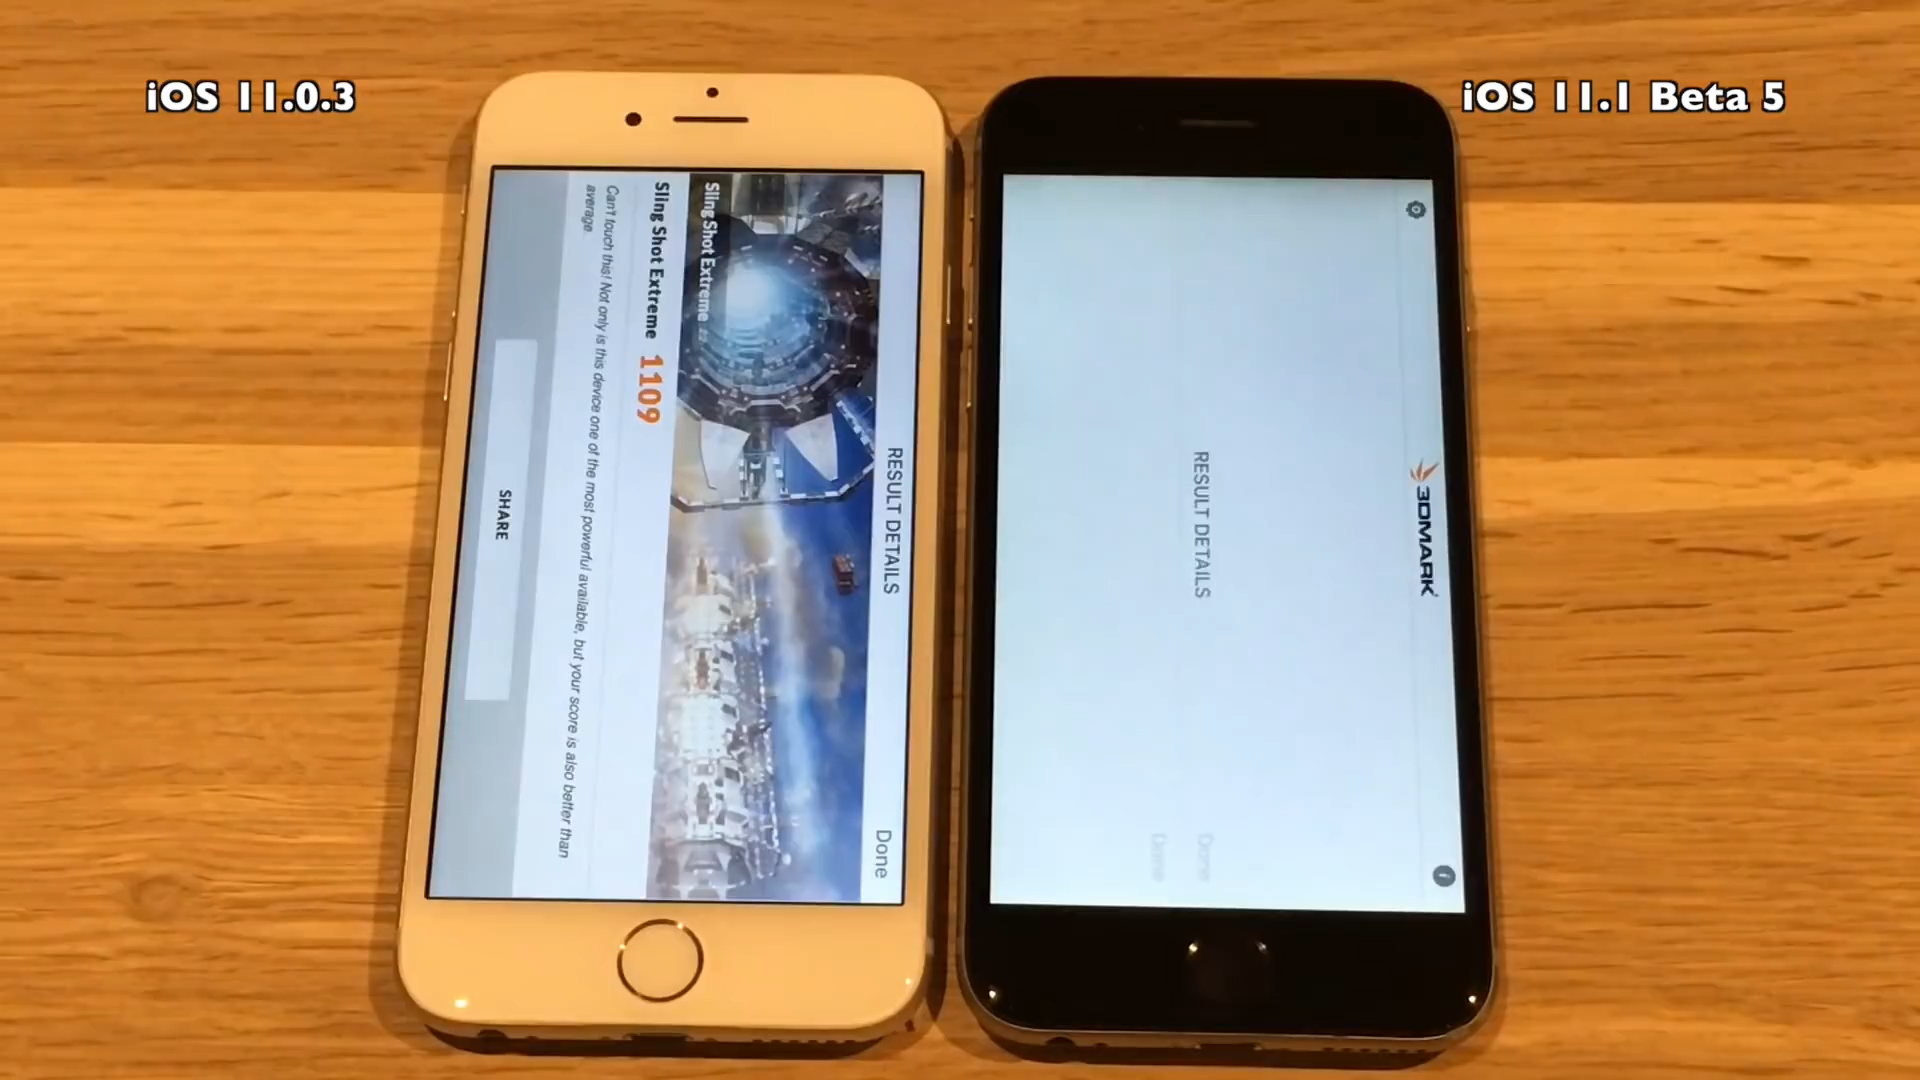 iOS 11.0.3
iOS 11.1 Beta 5
RESULT DETAILS
Done
Sling Shot Extreme
Sling Shot Extreme 1109
Can't touch this! Not only is this device one of the most powerful available, but your score is also better than
average.
SHARE
3DMARK
RESULT DETAILS
Done
Done